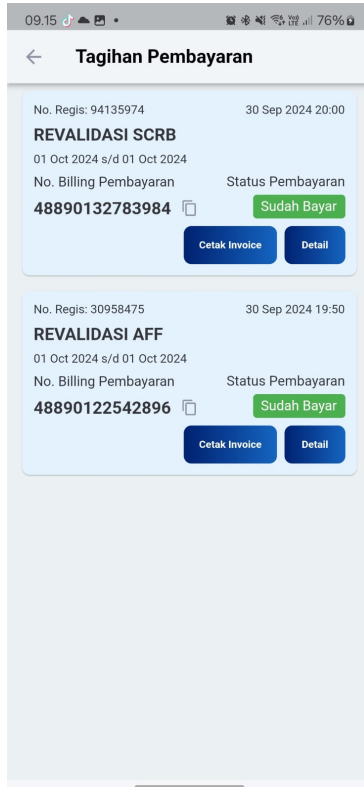 09.15
76%
Tagihan Pembayaran
No. Regis: 94135974 30 Sep 2024 20:00
REVALIDASI SCRB
01 Oct 2024 s/d 01 Oct 2024
No. Billing Pembayaran Status Pembayaran
48890132783984 Sudah Bayar
Cetak Invoice Detail
No. Regis: 30958475 30 Sep 2024 19:50
REVALIDASI AFF
01 Oct 2024 s/d 01 Oct 2024
No. Billing Pembayaran Status Pembayaran
48890122542896 Sudah Bayar
Cetak Invoice Detail